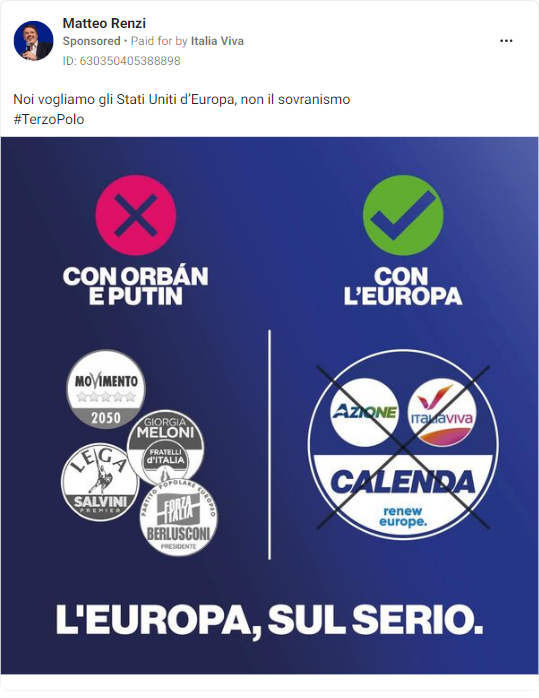 Matteo Renzi
Sponsored • Paid for by Italia Viva
ID: 630350405388898
Noi vogliamo gli Stati Uniti d'Europa, non il sovranismo
#TerzoPolo
CON ORBÁN
E PUTIN
CON
L'EUROPA
MOVIMENTO
2050
GIORGIA
MELONI
FRATELLI
d'ITALIA
LEGA
SALVINI
PREMIER
PARTITO POPOLARE EUROPEO
FORZA
ITALIA
BERLUSCONI
PRESIDENTE
AZIONE
ITALIAVIVA
CALENDA
renew
europe.
L'EUROPA, SUL SERIO.